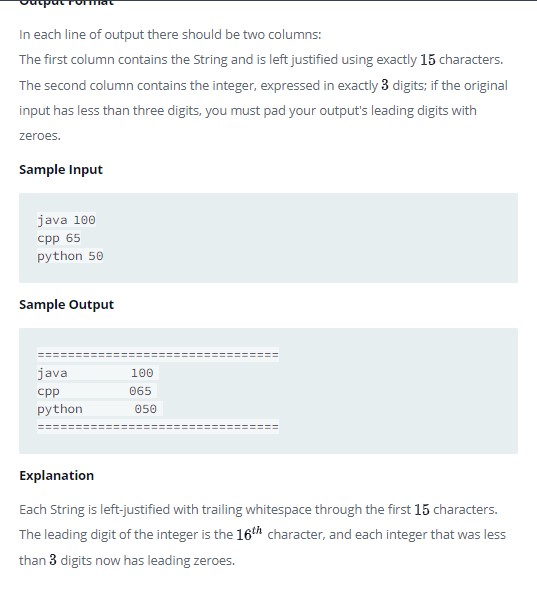 Output Format
In each line of output there should be two columns:
The first column contains the String and is left justified using exactly 15 characters.
The second column contains the integer, expressed in exactly 3 digits; if the original
input has less than three digits, you must pad your output's leading digits with
zeroes.
Sample Input
java 100
cpp 65
python 50
Sample Output
================================
java 100
cpp 065
python 050
================================
Explanation
Each String is left-justified with trailing whitespace through the first 15 characters.
The leading digit of the integer is the 16th character, and each integer that was less
than 3 digits now has leading zeroes.